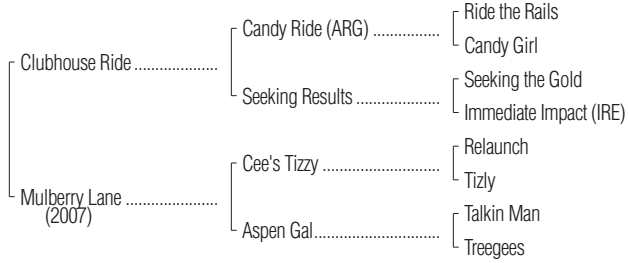 Ride the Rails
Candy Ride (ARG) ................
Candy Girl
Clubhouse Ride ....................
Seeking the Gold
Seeking Results ....................
Immediate Impact (IRE)
Relaunch
Cee's Tizzy ............................
Tizly
Mulberry Lane ......................
(2007)
Talkin Man
Aspen Gal..............................
Treegees